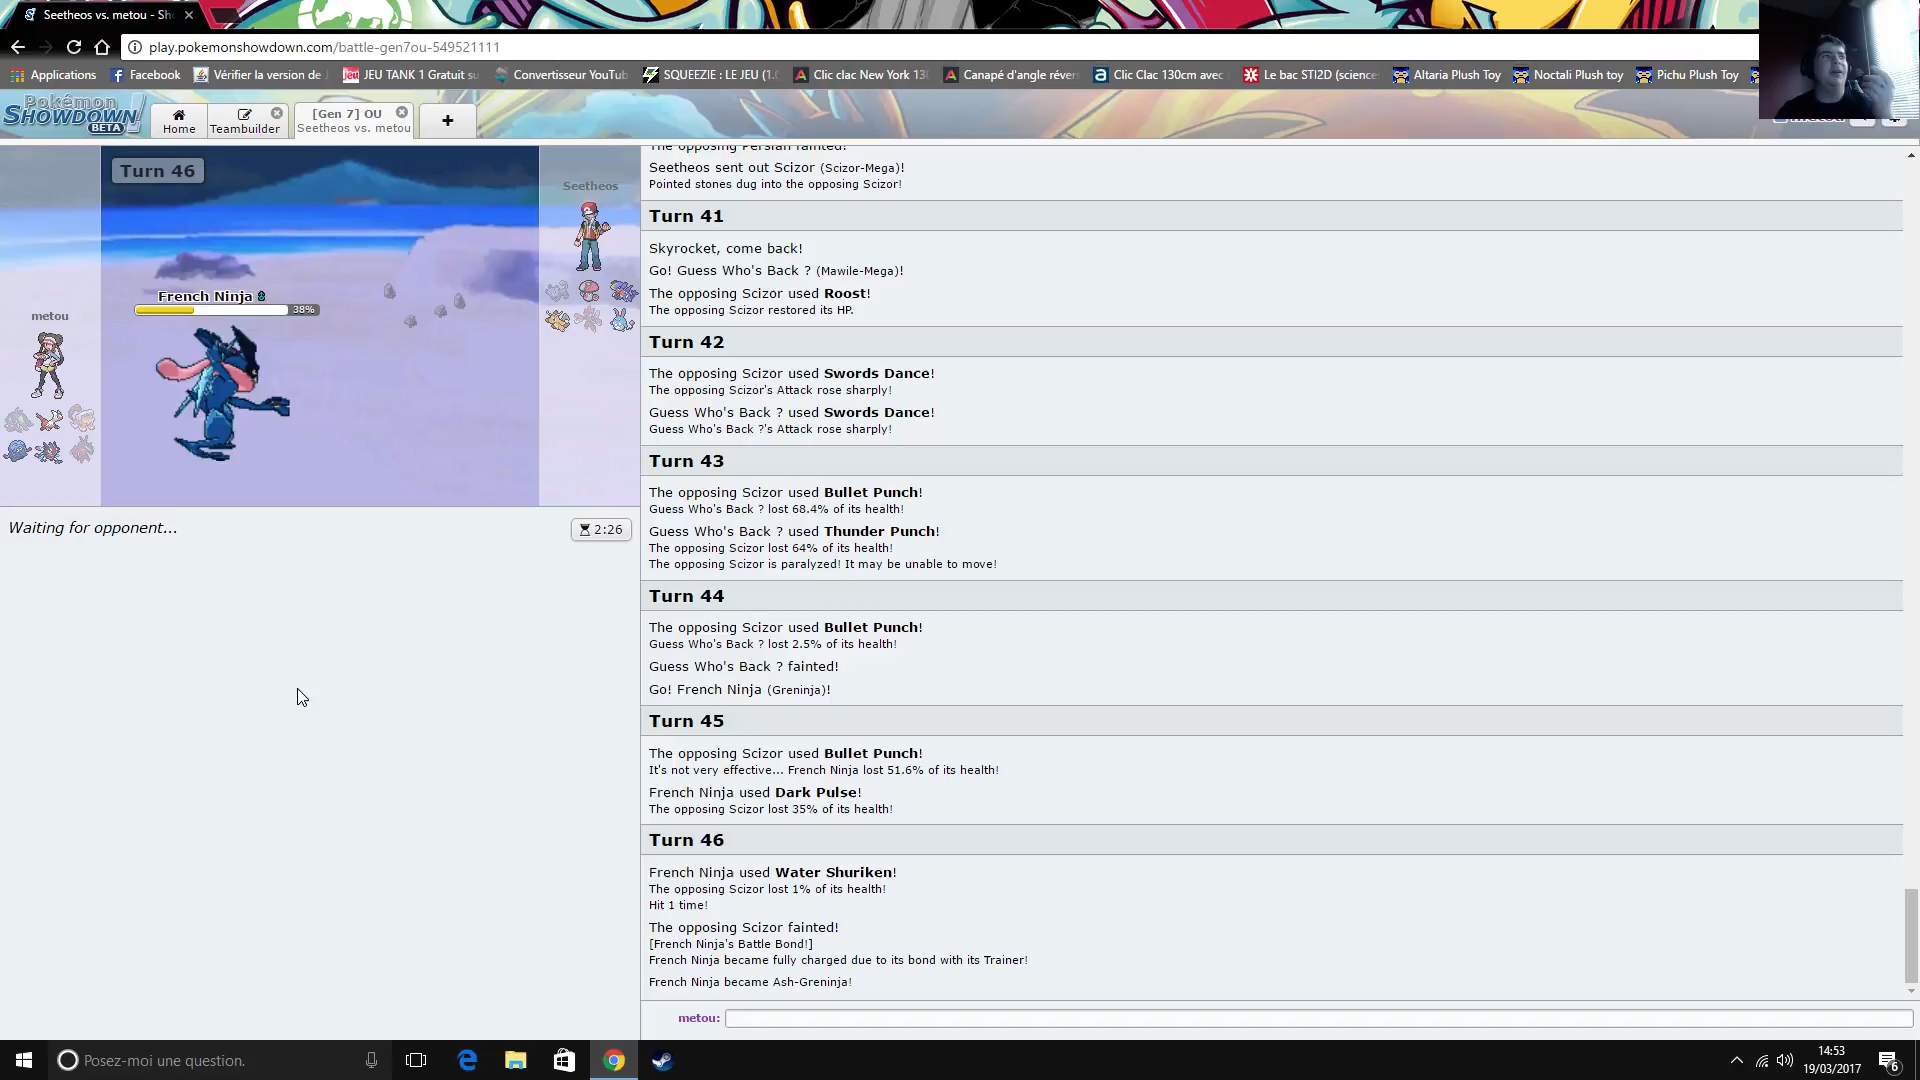 Seetheos vs. metou - Sh
play.pokemonshowdown.com/battle-gen7ou-549521111
Applications
Facebook
Vérifier la version de J
JEU TANK 1 Gratuit su
Convertisseur YouTub
SQUEEZIE : LE JEU (1.0
Clic clac New York 13
Canapé d'angle révers
Clic Clac 130cm avec
Le bac STI2D (science
Altaria Plush Toy
Noctali Plush toy
Pichu Plush Toy
Pokémon
SHOWDOWN!
BETA
Home
Teambuilder
[Gen 7] OU
Seetheos vs. metou
+
Turn 46
Seetheos
French Ninja
38%
metou
Waiting for opponent...
2:26
The opposing Persian fainted!
Seetheos sent out Scizor (Scizor-Mega)!
Pointed stones dug into the opposing Scizor!
Turn 41
Skyrocket, come back!
Go! Guess Who's Back ? (Mawile-Mega)!
The opposing Scizor used Roost!
The opposing Scizor restored its HP.
Turn 42
The opposing Scizor used Swords Dance!
The opposing Scizor's Attack rose sharply!
Guess Who's Back ? used Swords Dance!
Guess Who's Back ?'s Attack rose sharply!
Turn 43
The opposing Scizor used Bullet Punch!
Guess Who's Back ? lost 68.4% of its health!
Guess Who's Back ? used Thunder Punch!
The opposing Scizor lost 64% of its health!
The opposing Scizor is paralyzed! It may be unable to move!
Turn 44
The opposing Scizor used Bullet Punch!
Guess Who's Back ? lost 2.5% of its health!
Guess Who's Back ? fainted!
Go! French Ninja (Greninja)!
Turn 45
The opposing Scizor used Bullet Punch!
It's not very effective... French Ninja lost 51.6% of its health!
French Ninja used Dark Pulse!
The opposing Scizor lost 35% of its health!
Turn 46
French Ninja used Water Shuriken!
The opposing Scizor lost 1% of its health!
Hit 1 time!
The opposing Scizor fainted!
[French Ninja's Battle Bond!]
French Ninja became fully charged due to its bond with its Trainer!
French Ninja became Ash-Greninja!
metou:
Posez-moi une question.
14:53
19/03/2017
6